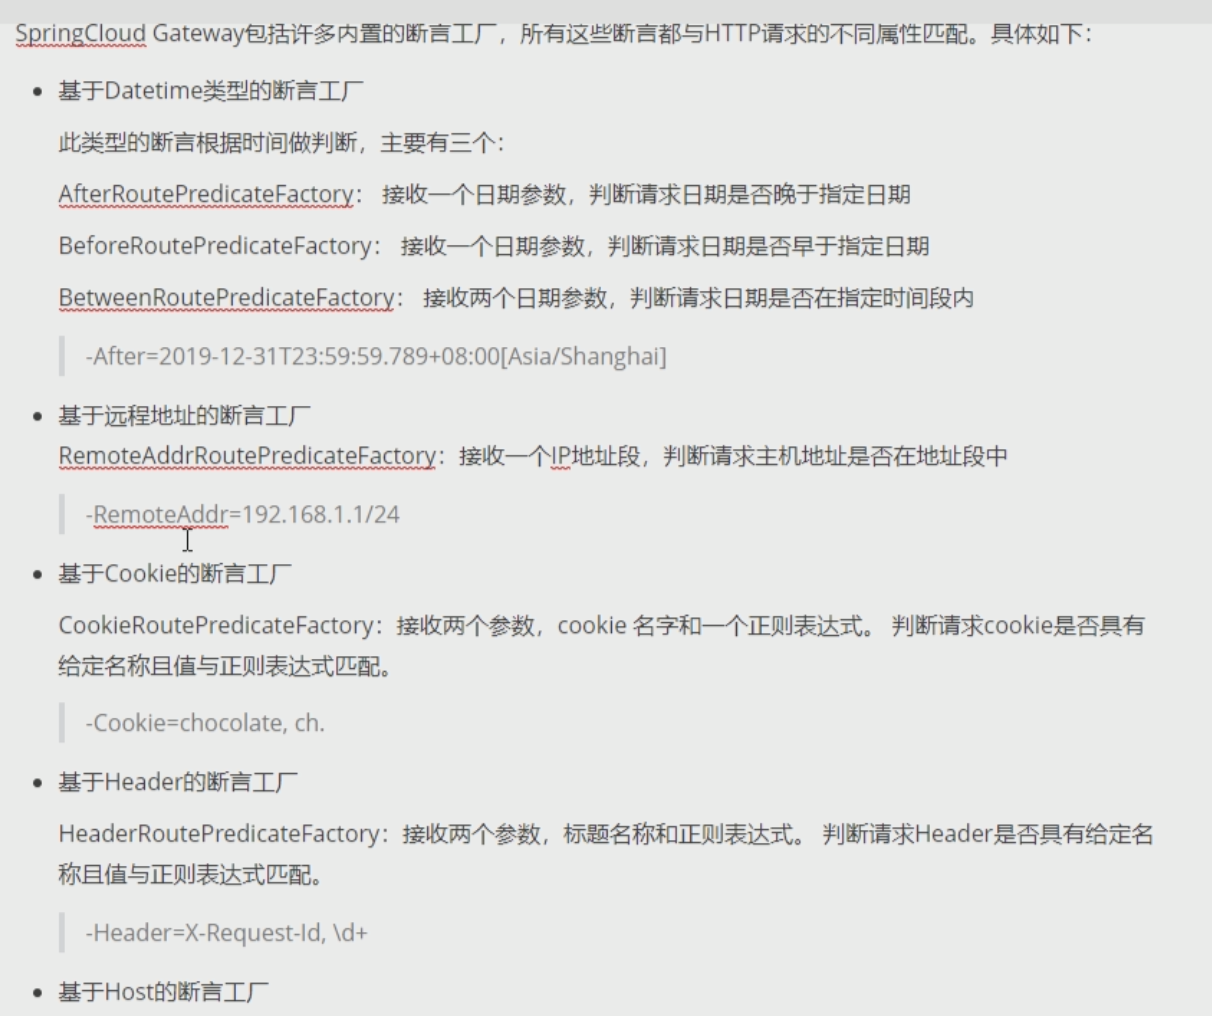 SpringCloud Gateway包括许多内置的断言工厂，所有这些断言都与HTTP请求的不同属性匹配。具体如下：
基于Datetime类型的断言工厂
此类型的断言根据时间做判断，主要有三个：
AfterRoutePredicateFactory： 接收一个日期参数，判断请求日期是否晚于指定日期
BeforeRoutePredicateFactory： 接收一个日期参数，判断请求日期是否早于指定日期
BetweenRoutePredicateFactory： 接收两个日期参数，判断请求日期是否在指定时间段内
-After=2019-12-31T23:59:59.789+08:00[Asia/Shanghai]
基于远程地址的断言工厂
RemoteAddrRoutePredicateFactory：接收一个IP地址段，判断请求主机地址是否在地址段中
-RemoteAddr=192.168.1.1/24
基于Cookie的断言工厂
CookieRoutePredicateFactory：接收两个参数，cookie 名字和一个正则表达式。 判断请求cookie是否具有
给定名称且值与正则表达式匹配。
-Cookie=chocolate, ch.
基于Header的断言工厂
HeaderRoutePredicateFactory：接收两个参数，标题名称和正则表达式。 判断请求Header是否具有给定名
称且值与正则表达式匹配。
-Header=X-Request-Id, \d+
基于Host的断言工厂